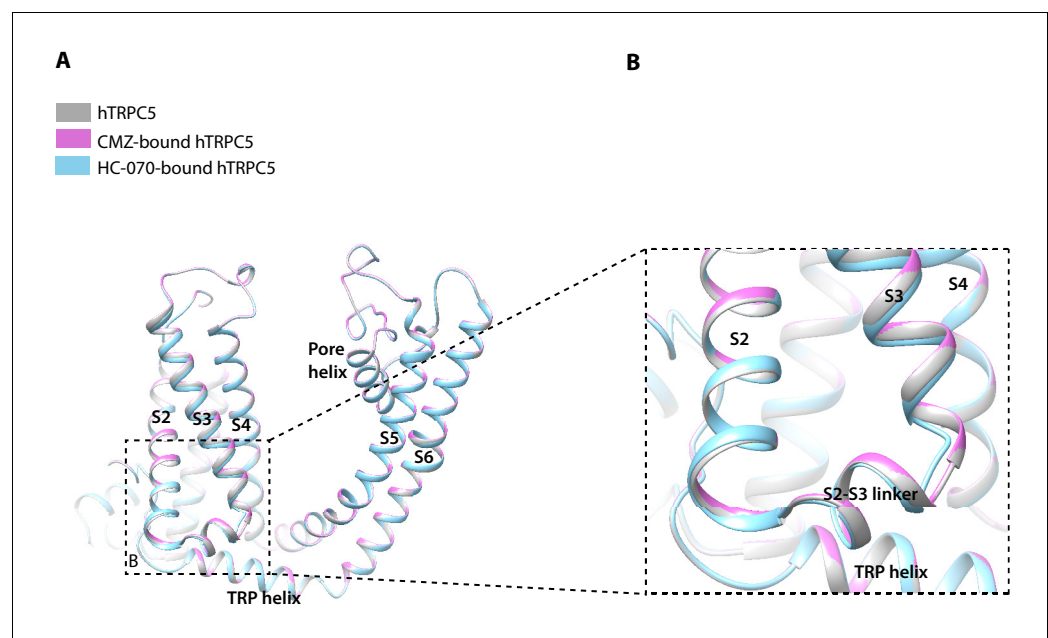 A
B
hTRPC5
CMZ-bound hTRPC5
HC-070-bound hTRPC5
Pore
helix
S2
S3
S4
S5
S6
B
TRP helix
S2
S3
S4
S2-S3 linker
TRP helix